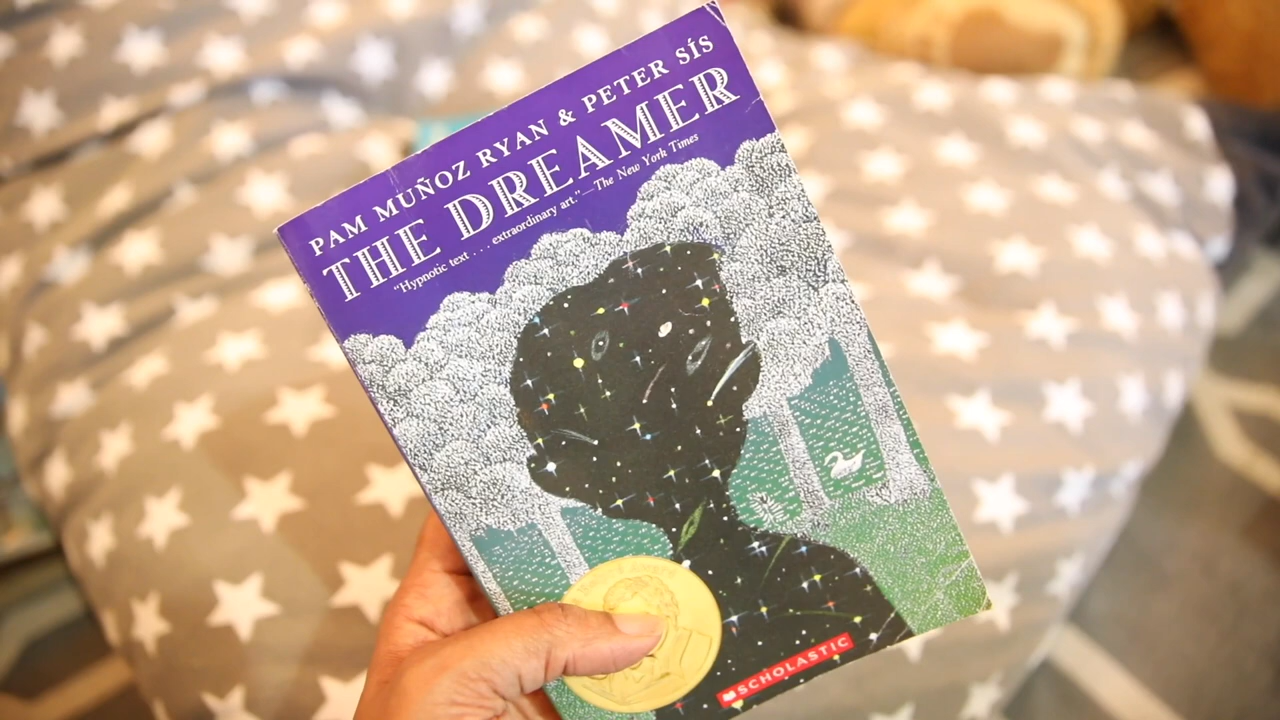 PAM MUÑOZ RYAN & PETER SÍS
THE DREAMER
"Hypnotic text . . . extraordinary art."—The New York Times
SCHOLASTIC